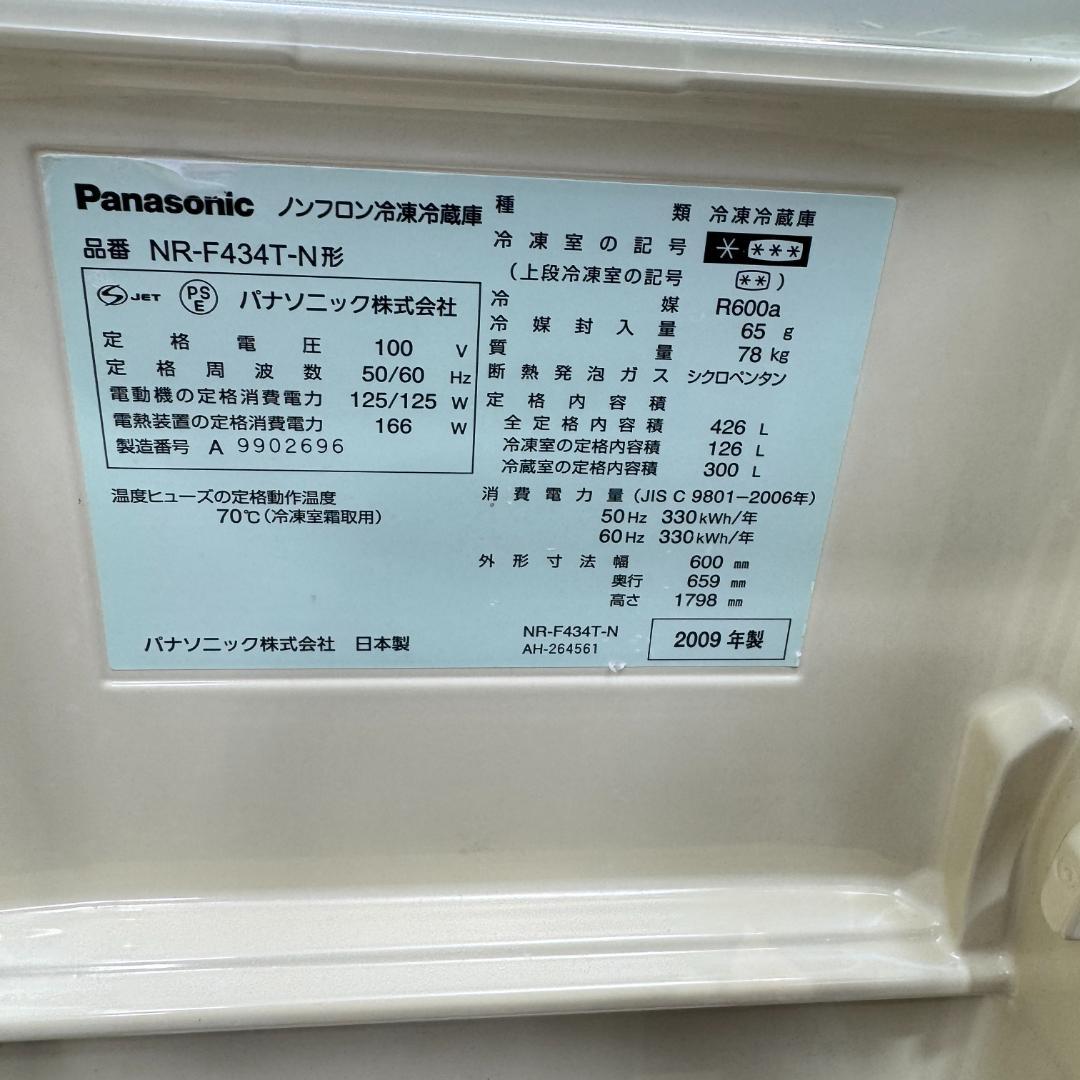 Panasonic ノンフロン冷凍冷蔵庫
品番 NR-F434T-N形
JET PSE パナソニック株式会社
定格電圧 100 V
定格周波数 50/60 Hz
電動機の定格消費電力 125/125 W
電熱装置の定格消費電力 166 W
製造番号 A 9902696
温度ヒューズの定格動作温度
70℃(冷凍室霜取用)
パナソニック株式会社 日本製
種類 冷凍冷蔵庫
冷凍室の記号 * ***
(上段冷凍室の記号 **)
冷媒 R600a
冷媒封入量 65 g
質量 78 kg
断熱発泡ガス シクロペンタン
定格内容積
全定格内容積 426 L
冷凍室の定格内容積 126 L
冷蔵室の定格内容積 300 L
消費電力量 (JIS C 9801-2006年)
50Hz 330kWh/年
60Hz 330kWh/年
外形寸法 幅 600 mm
奥行 659 mm
高さ 1798 mm
NR-F434T-N
AH-264561
2009年製